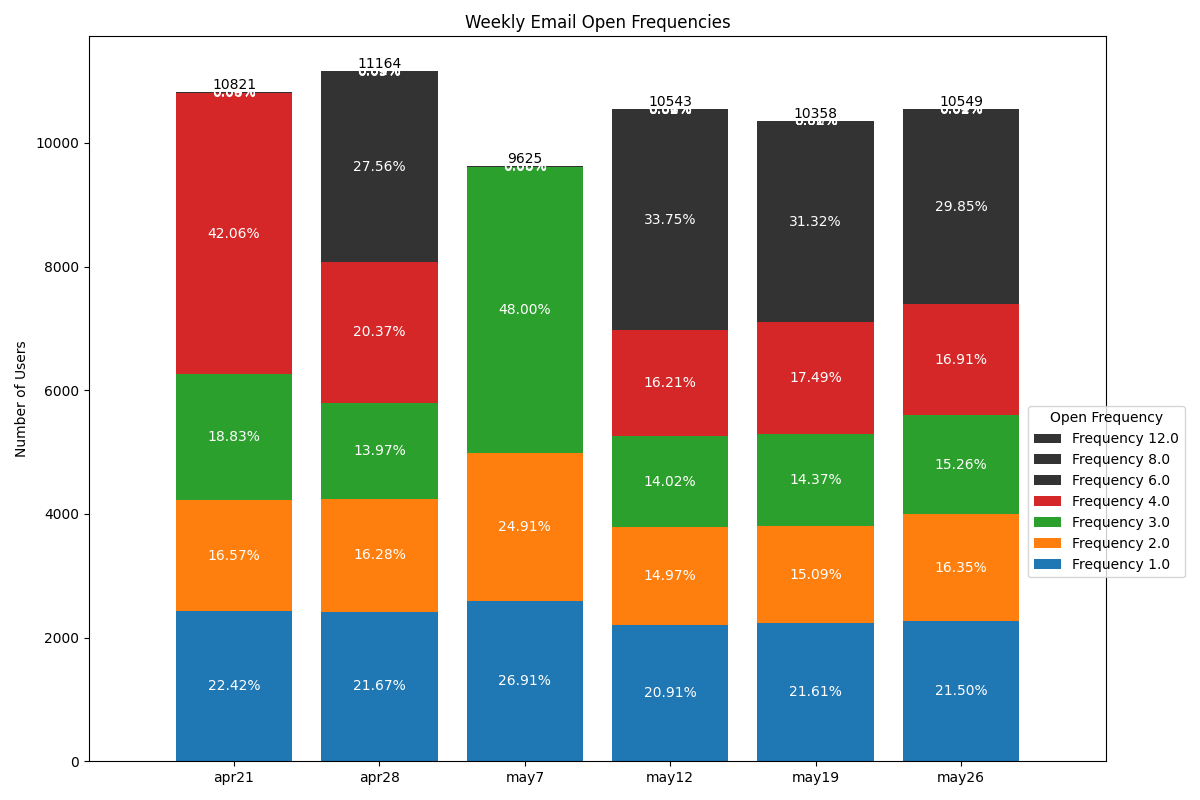 Weekly Email Open Frequencies
Number of Users
10000
8000
6000
4000
2000
0
10821
42.06%
18.83%
16.57%
22.42%
11164
27.56%
20.37%
13.97%
16.28%
21.67%
9625
48.00%
24.91%
26.91%
10543
33.75%
16.21%
14.02%
14.97%
20.91%
10358
31.32%
17.49%
14.37%
15.09%
21.61%
10549
29.85%
16.91%
15.26%
16.35%
21.50%
apr21
apr28
may7
may12
may19
may26
Open Frequency
Frequency 12.0
Frequency 8.0
Frequency 6.0
Frequency 4.0
Frequency 3.0
Frequency 2.0
Frequency 1.0